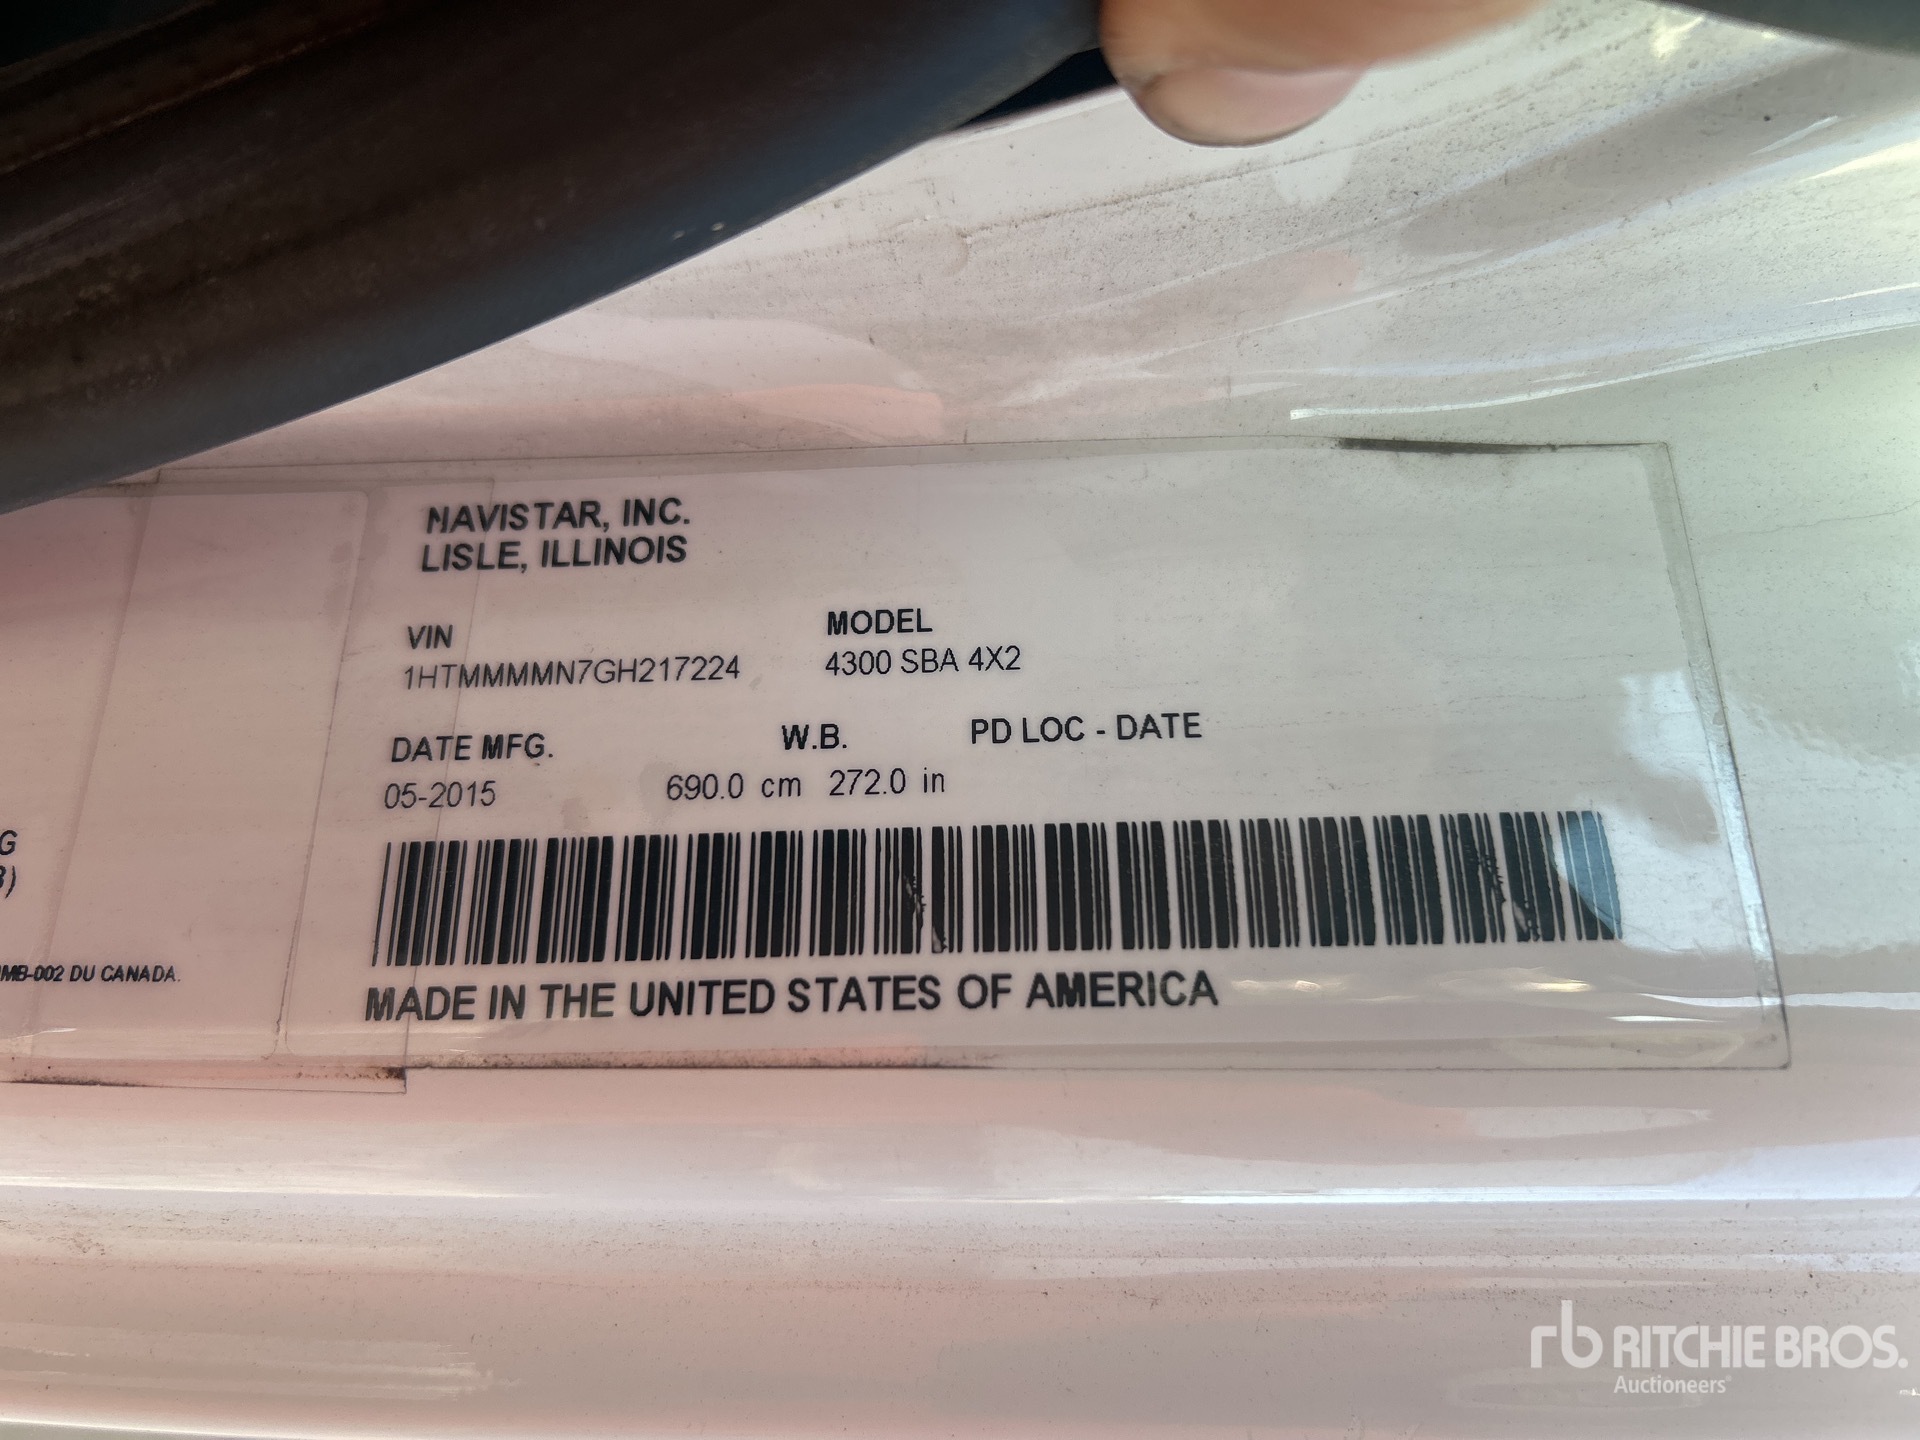 NAVISTAR, INC.
LISLE, ILLINOIS
VIN
1HTMMMMN7GH217224
MODEL
4300 SBA 4X2
DATE MFG.
05-2015
W.B.
690.0 cm 272.0 in
PD LOC - DATE
MADE IN THE UNITED STATES OF AMERICA
G
)
MB-002 DU CANADA.
rb RITCHIE BROS.
Auctioneers